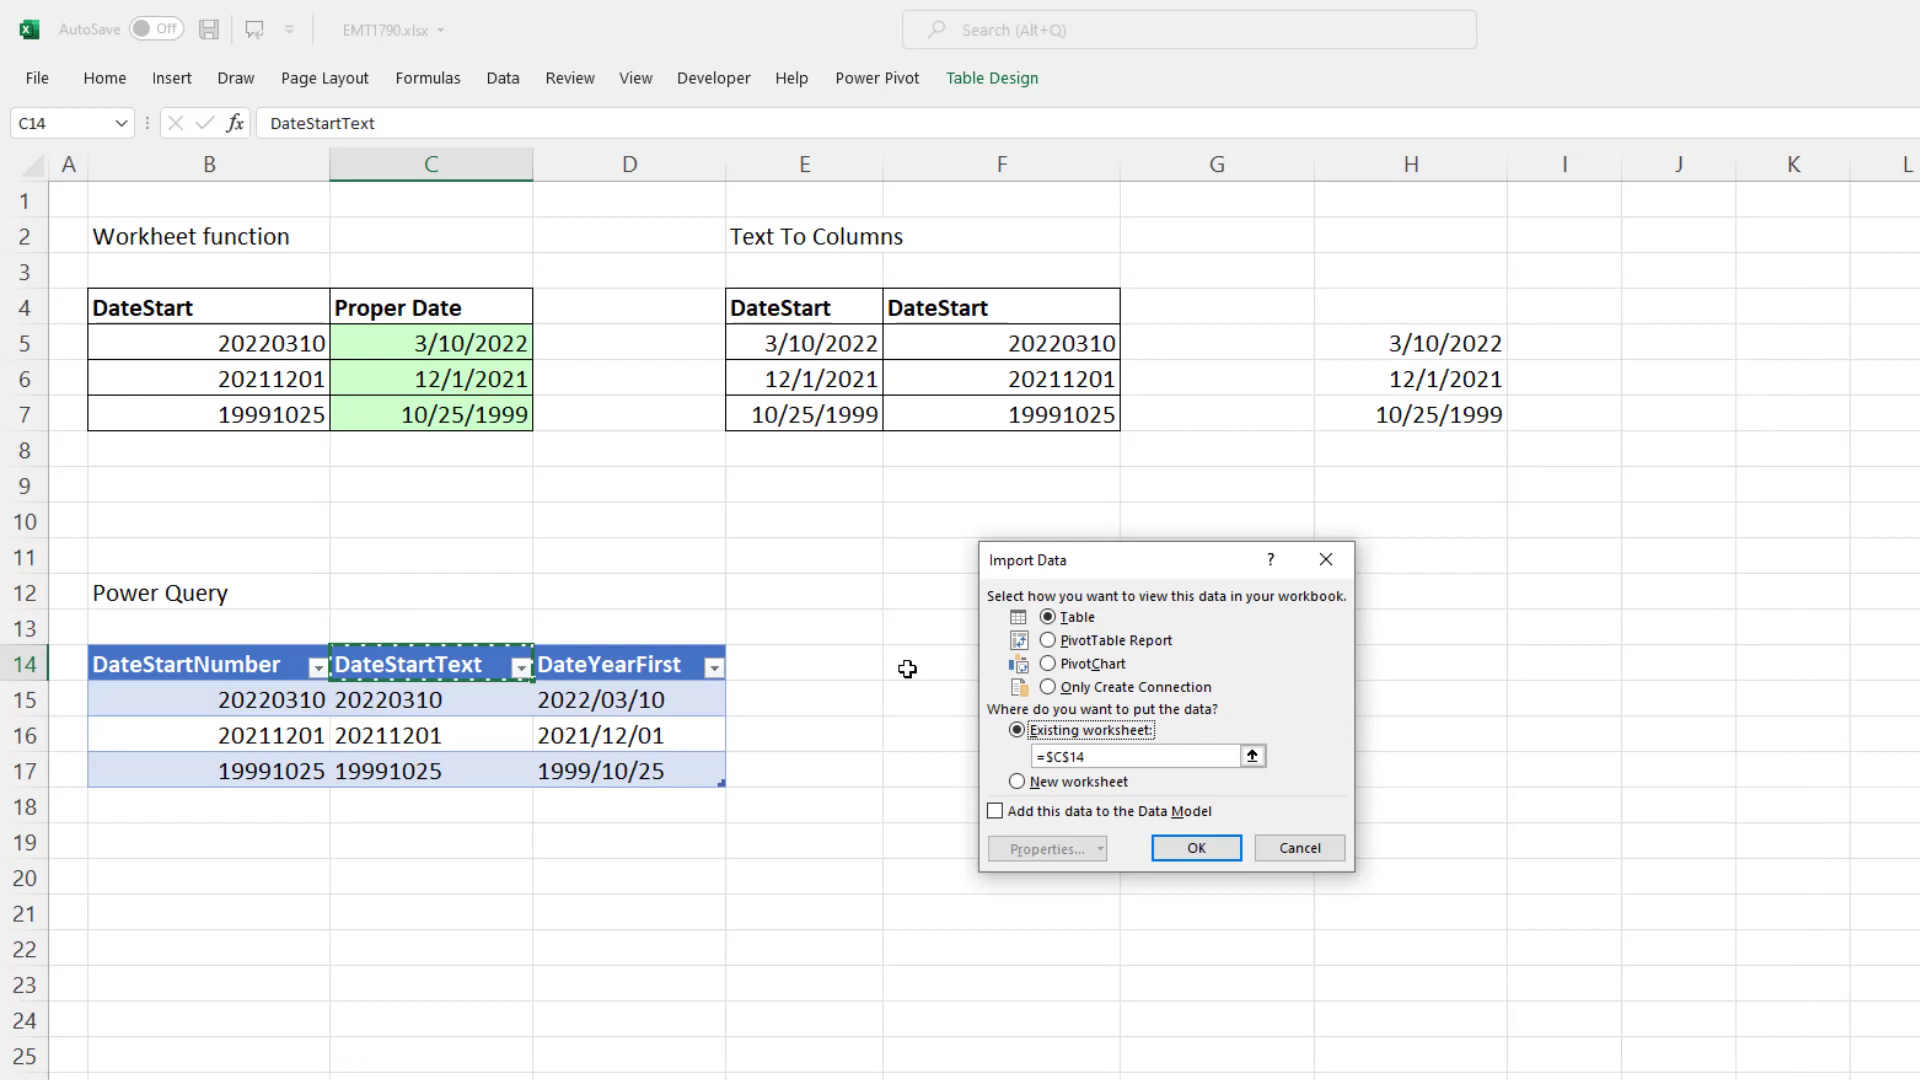 AutoSave Off EMT1790.xlsx Search (Alt+Q)
File Home Insert Draw Page Layout Formulas Data Review View Developer Help Power Pivot Table Design
C14 fx DateStartText
A B C D E F G H I J K L
1
2 Workheet function Text To Columns
3
4 DateStart Proper Date DateStart DateStart
5 20220310 3/10/2022 3/10/2022 20220310 3/10/2022
6 20211201 12/1/2021 12/1/2021 20211201 12/1/2021
7 19991025 10/25/1999 10/25/1999 19991025 10/25/1999
8
9
10
11
12 Power Query
13
14 DateStartNumber DateStartText DateYearFirst
15 20220310 20220310 2022/03/10
16 20211201 20211201 2021/12/01
17 19991025 19991025 1999/10/25
18
19
20
21
22
23
24
25
Import Data ?
Select how you want to view this data in your workbook.
Table
PivotTable Report
PivotChart
Only Create Connection
Where do you want to put the data?
Existing worksheet:
=$C$14
New worksheet
Add this data to the Data Model
Properties... OK Cancel